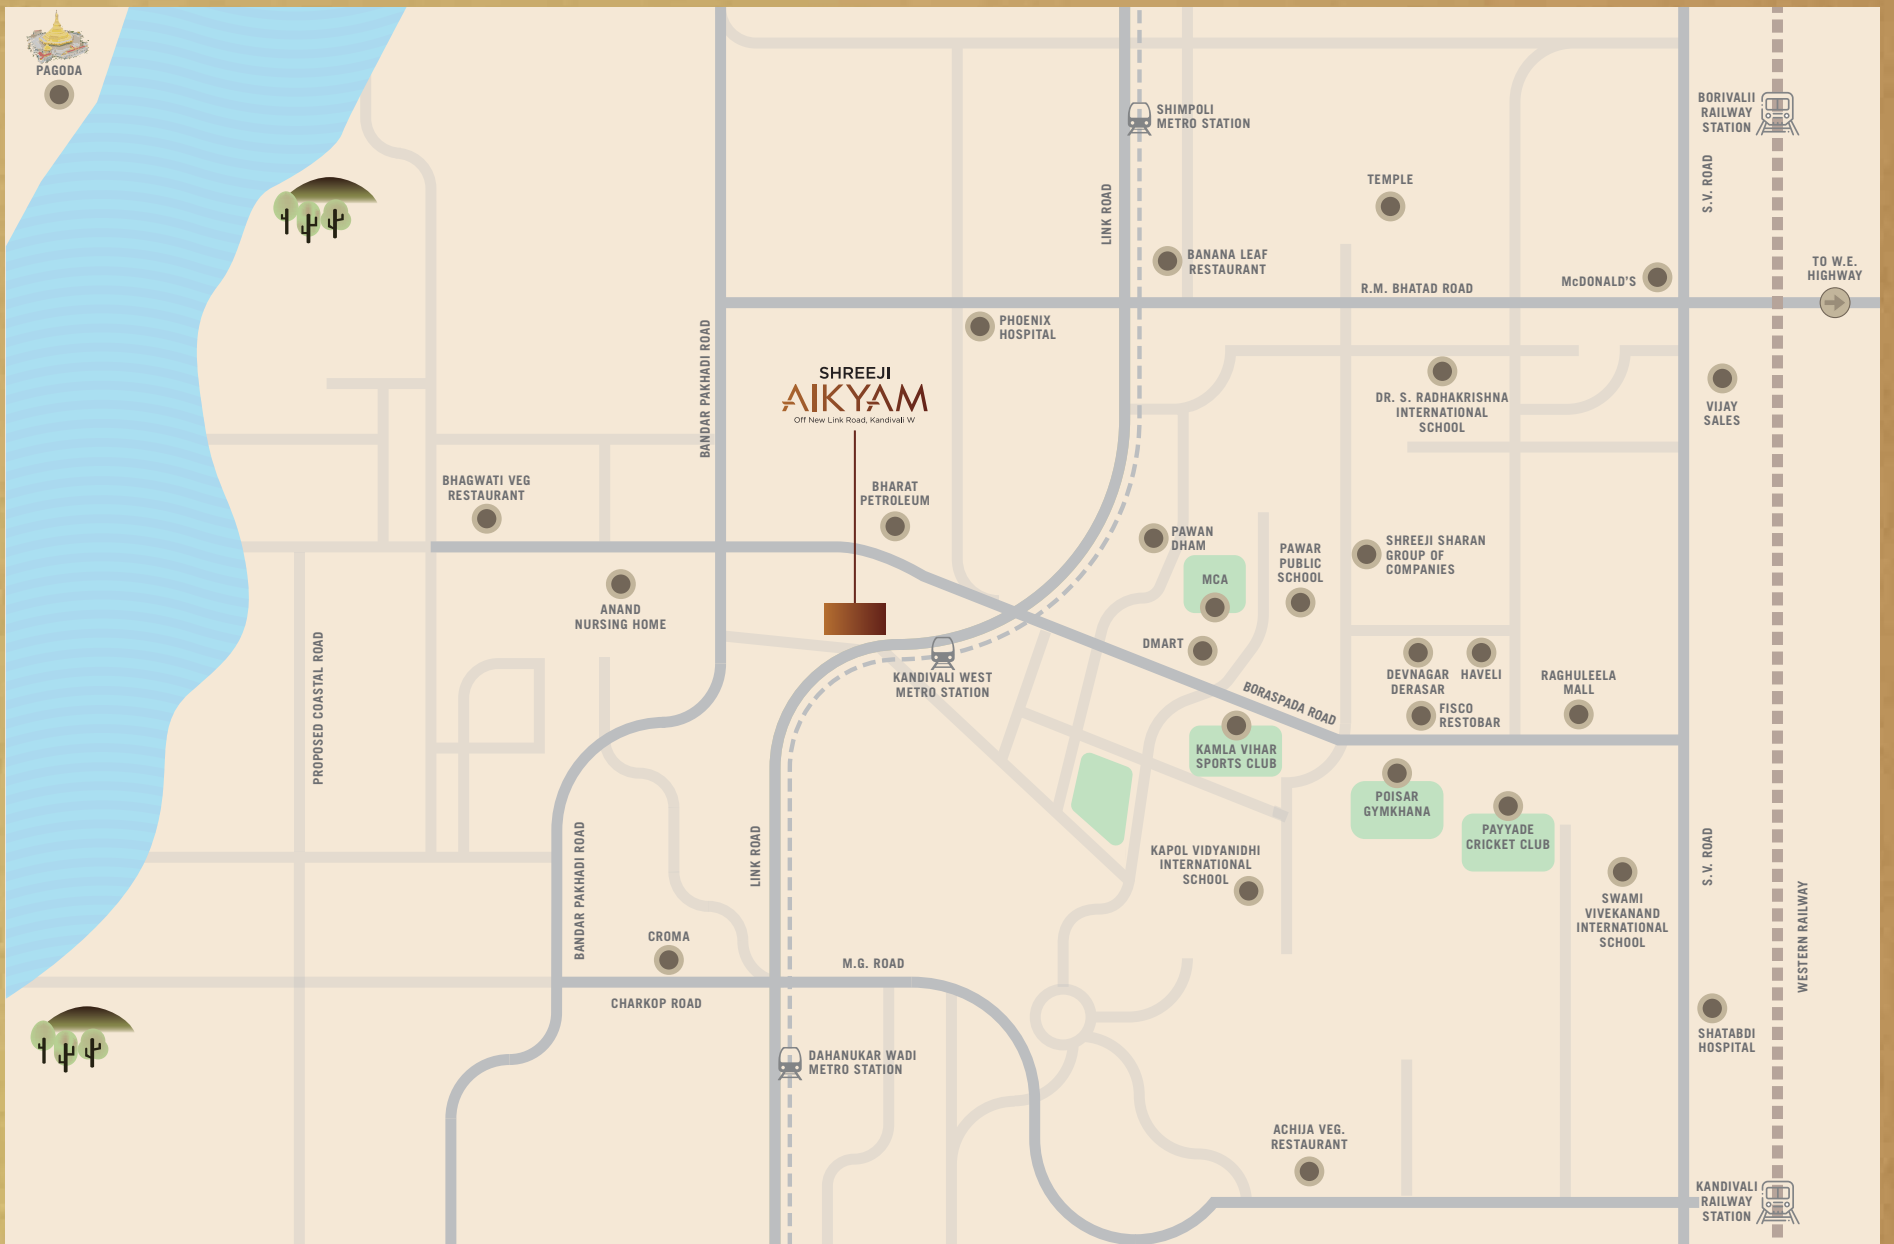 PAGODA
SHIMPOLI
METRO STATION
BORIVALII
RAILWAY
STATION
S.V. ROAD
TEMPLE
LINK ROAD
BANANA LEAF
RESTAURANT
McDONALD'S
TO W.E.
HIGHWAY
R.M. BHATAD ROAD
PHOENIX
HOSPITAL
BANDAR PAKHADI ROAD
SHREEJI
AIKYAM
Off New Link Road, Kandivali W
DR. S. RADHAKRISHNA
INTERNATIONAL
SCHOOL
VIJAY
SALES
BHAGWATI VEG
RESTAURANT
BHARAT
PETROLEUM
PAWAN
DHAM
MCA
PAWAR
PUBLIC
SCHOOL
SHREEJI SHARAN
GROUP OF
COMPANIES
ANAND
NURSING HOME
PROPOSED COASTAL ROAD
DMART
KANDIVALI WEST
METRO STATION
BORASPADA ROAD
DEVNAGAR
DERASAR
HAVELI
FISCO
RESTOBAR
RAGHULEELA
MALL
KAMLA VIHAR
SPORTS CLUB
POISAR
GYMKHANA
PAYYADE
CRICKET CLUB
BANDAR PAKHADI ROAD
LINK ROAD
KAPOL VIDYANIDHI
INTERNATIONAL
SCHOOL
S.V. ROAD
SWAMI
VIVEKANAND
INTERNATIONAL
SCHOOL
WESTERN RAILWAY
CROMA
M.G. ROAD
CHARKOP ROAD
DAHANUKAR WADI
METRO STATION
SHATABDI
HOSPITAL
ACHIJA VEG.
RESTAURANT
KANDIVALI
RAILWAY
STATION